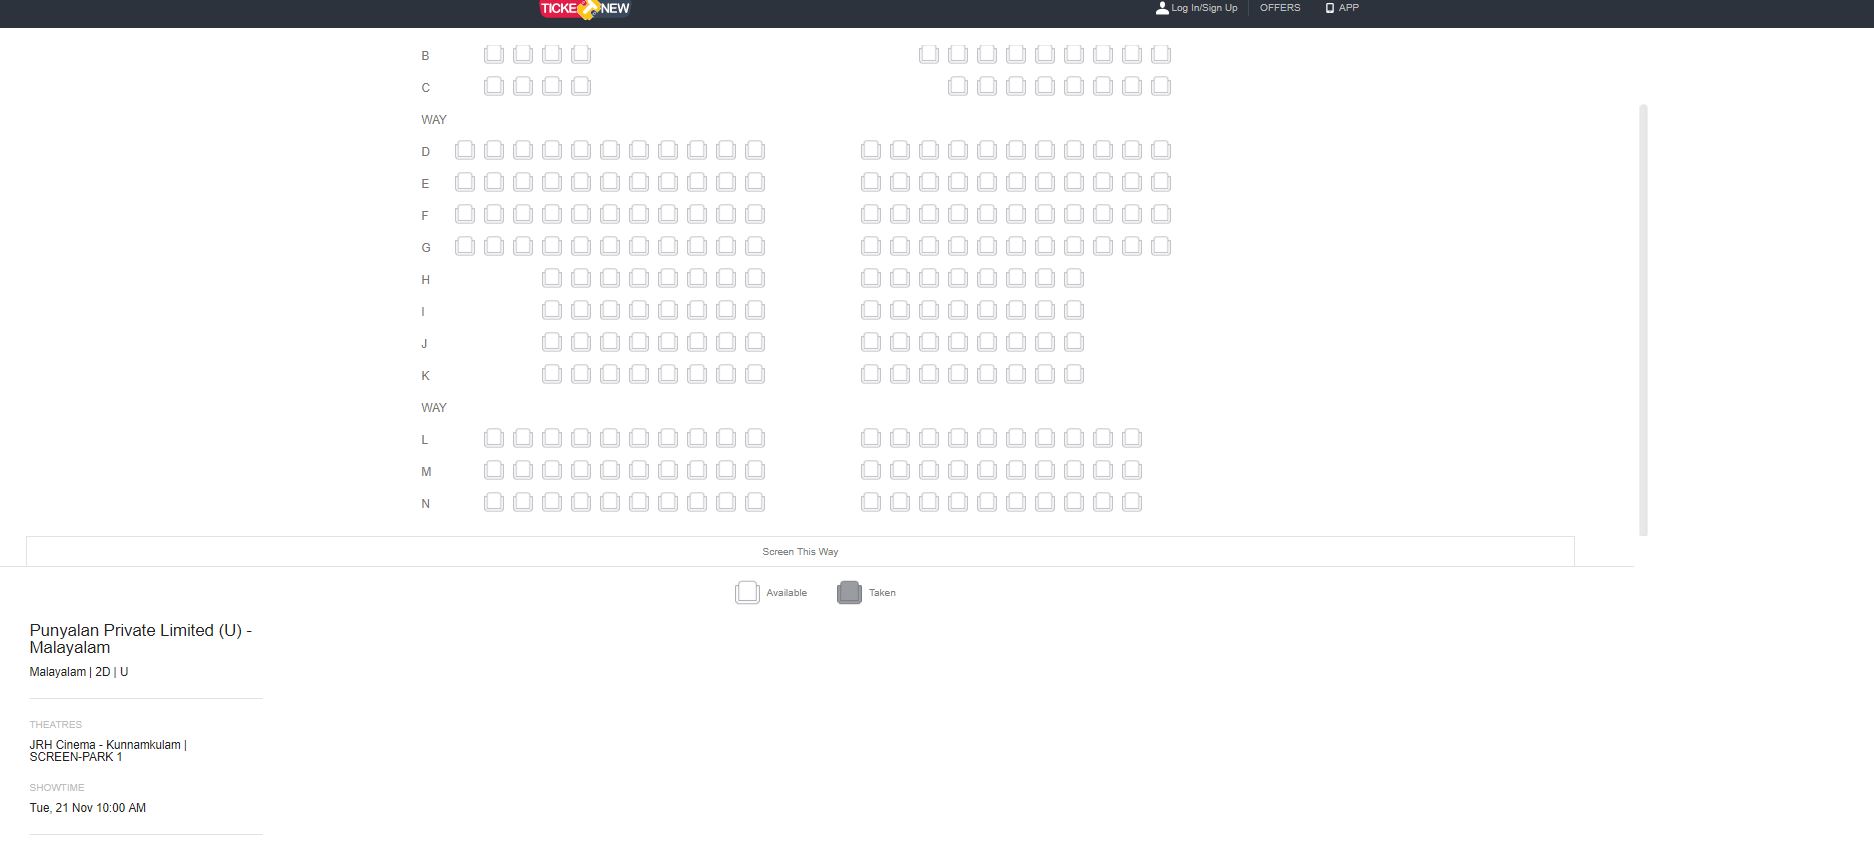 TICKETNEW
Log In/Sign Up OFFERS APP
B
C
WAY
D
E
F
G
H
I
J
K
WAY
L
M
N
Screen This Way
Available Taken
Punyalan Private Limited (U) -
Malayalam
Malayalam | 2D | U
THEATRES
JRH Cinema - Kunnamkulam |
SCREEN-PARK 1
SHOWTIME
Tue, 21 Nov 10:00 AM